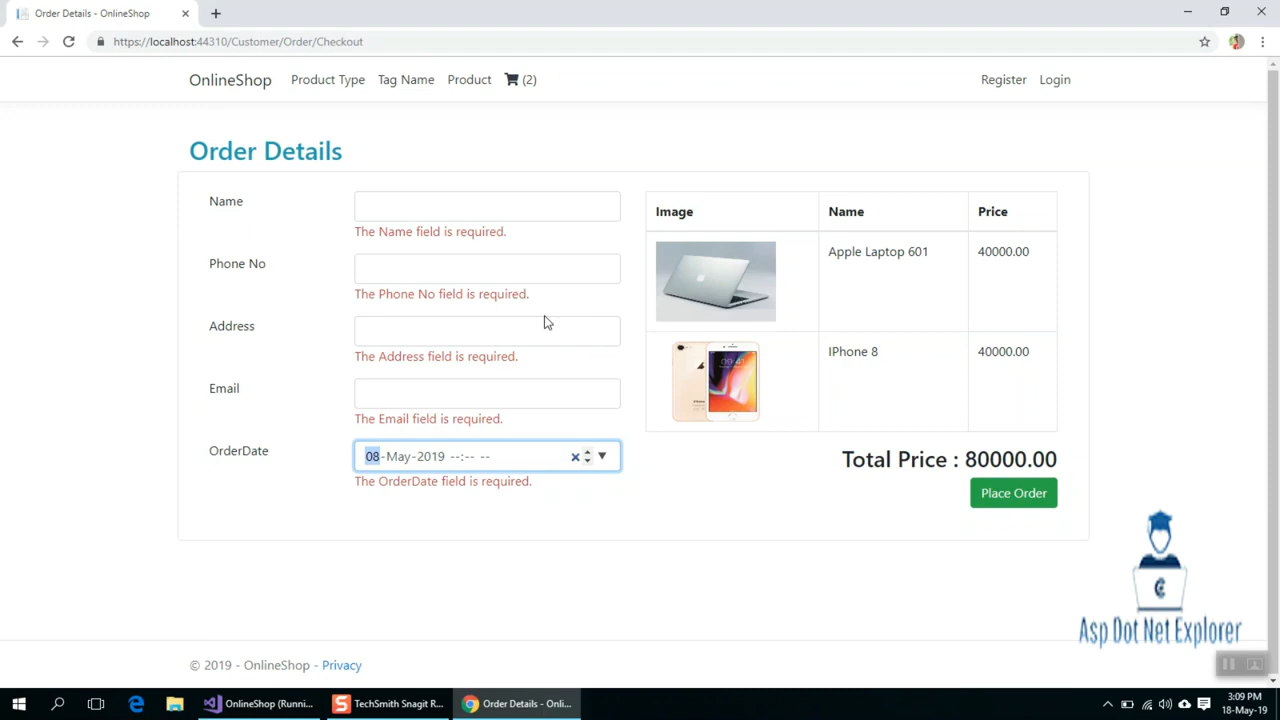 Order Details - OnlineShop
https://localhost:44310/Customer/Order/Checkout
OnlineShop Product Type Tag Name Product (2) Register Login
Order Details
Name
The Name field is required.
Phone No
The Phone No field is required.
Address
The Address field is required.
Email
The Email field is required.
OrderDate
08-May-2019 --:-- --
The OrderDate field is required.
Image Name Price
Apple Laptop 601 40000.00
IPhone 8 40000.00
Total Price : 80000.00
Place Order
Asp Dot Net Explorer
© 2019 - OnlineShop - Privacy
OnlineShop (Runni...
TechSmith Snagit R...
Order Details - Onli...
3:09 PM
18-May-19